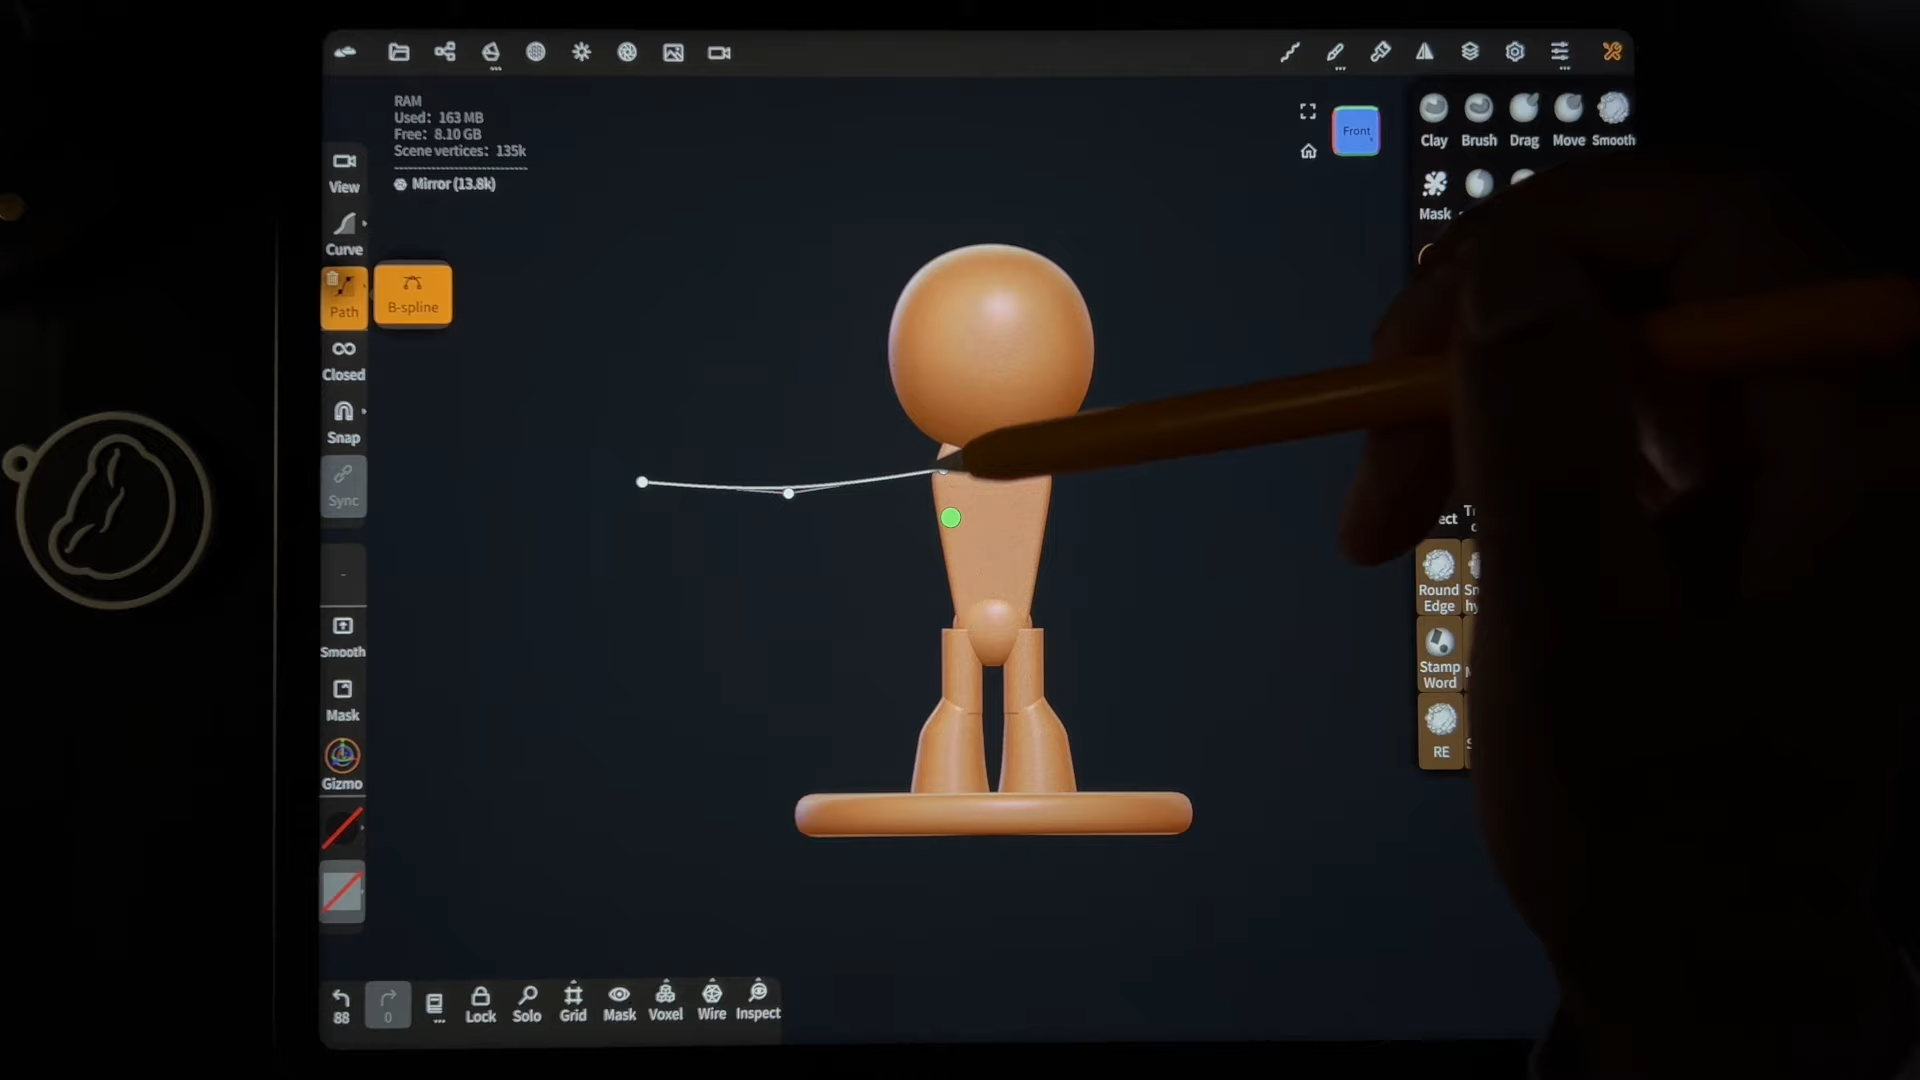 RAM
Used: 163 MB
Free: 8.10 GB
Scene vertices: 135k
Mirror (13.8k)
Front
View
Curve
Path
B-spline
Closed
Snap
Sync
Smooth
Mask
Gizmo
Clay
Brush
Drag
Move
Smooth
Mask
ect
Round
Edge
Stamp
Word
RE
88
0
Lock
Solo
Grid
Mask
Voxel
Wire
Inspect